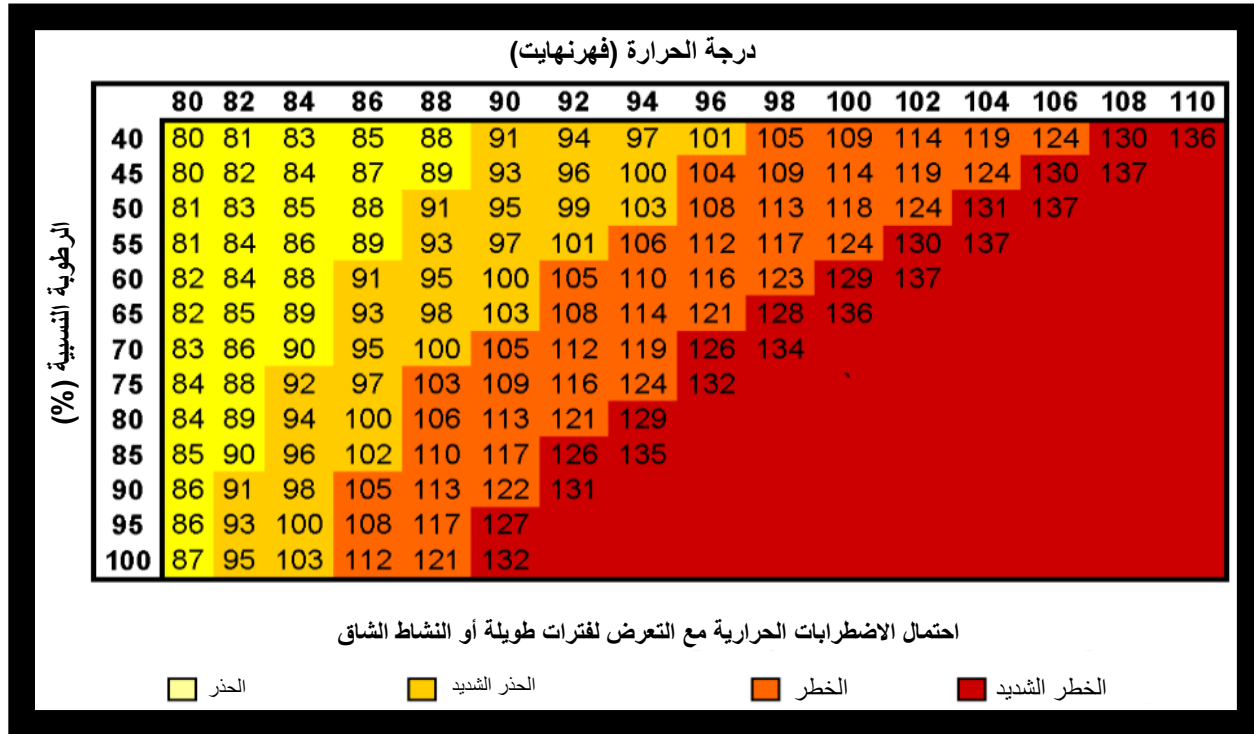 درجة الحرارة (فهرنهايت)
80 82 84 86 88 90 92 94 96 98 100 102 104 106 108 110
40 80 81 83 85 88 91 94 97 101 105 109 114 119 124 130 136
45 80 82 84 87 89 93 96 100 104 109 114 119 124 130 137
50 81 83 85 88 91 95 99 103 108 113 118 124 131 137
55 81 84 86 89 93 97 101 106 112 117 124 130 137
60 82 84 88 91 95 100 105 110 116 123 129 137
65 82 85 89 93 98 103 108 114 121 128 136
70 83 86 90 95 100 105 112 119 126 134
75 84 88 92 97 103 109 116 124 132
80 84 89 94 100 106 113 121 129
85 85 90 96 102 110 117 126 135
90 86 91 98 105 113 122 131
95 86 93 100 108 117 127
100 87 95 103 112 121 132
الرطوبة النسبية (%)
احتمال الاضطرابات الحرارية مع التعرض لفترات طويلة أو النشاط الشاق
الحذر الحذر الشديد الخطر الخطر الشديد